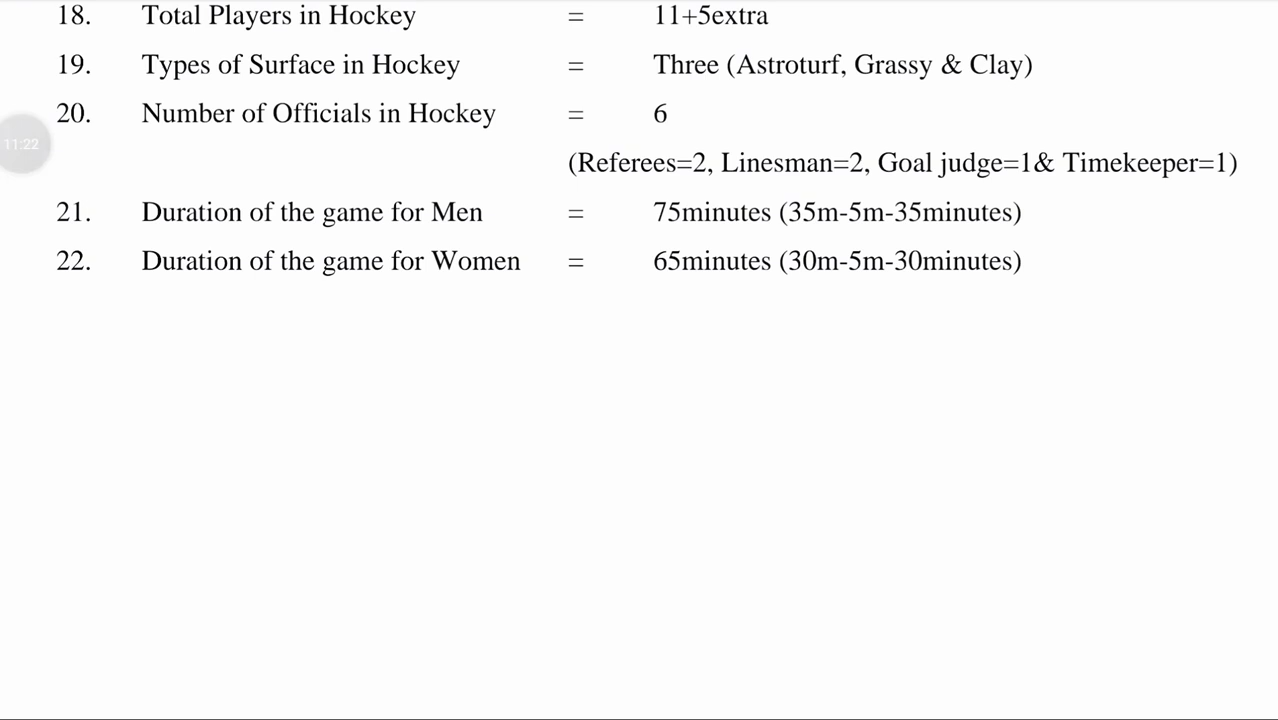 18. Total Players in Hockey = 11+5extra
19. Types of Surface in Hockey = Three (Astroturf, Grassy & Clay)
20. Number of Officials in Hockey = 6
11:22
(Referees=2, Linesman=2, Goal judge=1& Timekeeper=1)
21. Duration of the game for Men = 75minutes (35m-5m-35minutes)
22. Duration of the game for Women = 65minutes (30m-5m-30minutes)